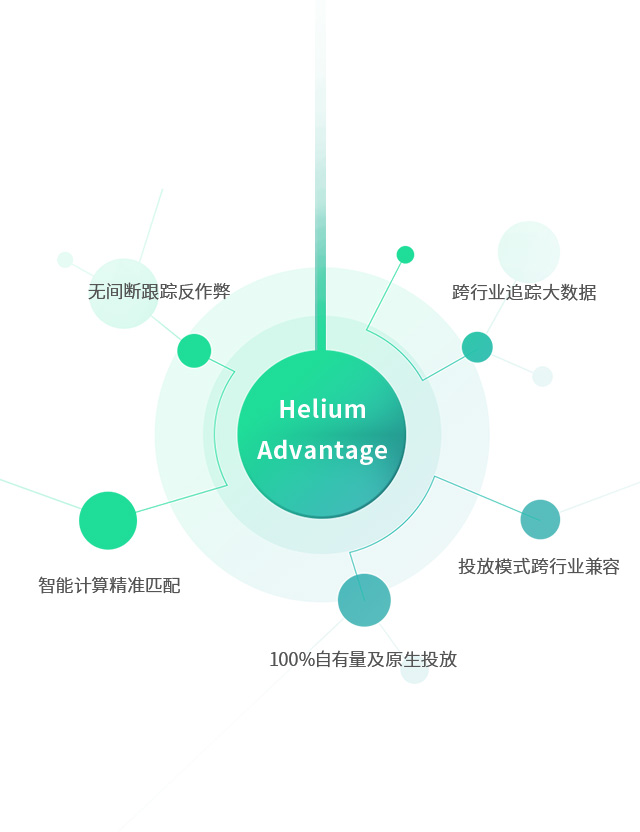 无间断跟踪反作弊
跨行业追踪大数据
Helium
Advantage
投放模式跨行业兼容
智能计算精准匹配
100%自有量及原生投放